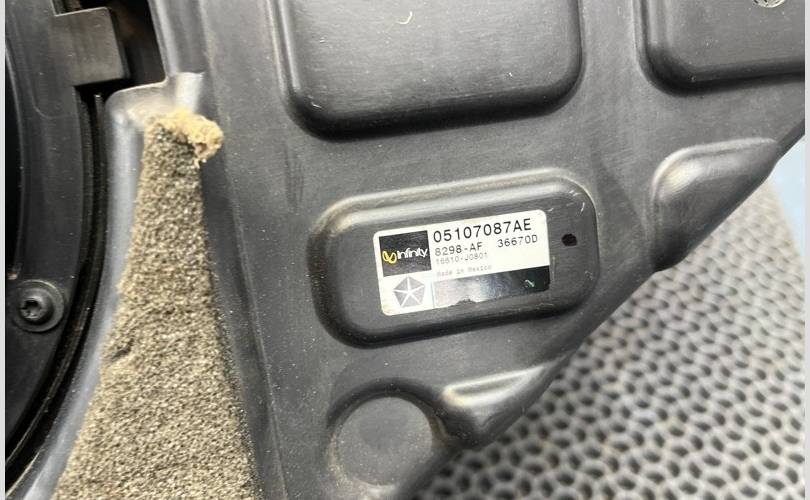 Infinity
05107087AE
8298-AF 36670D
16610-J0801
Made in Mexico